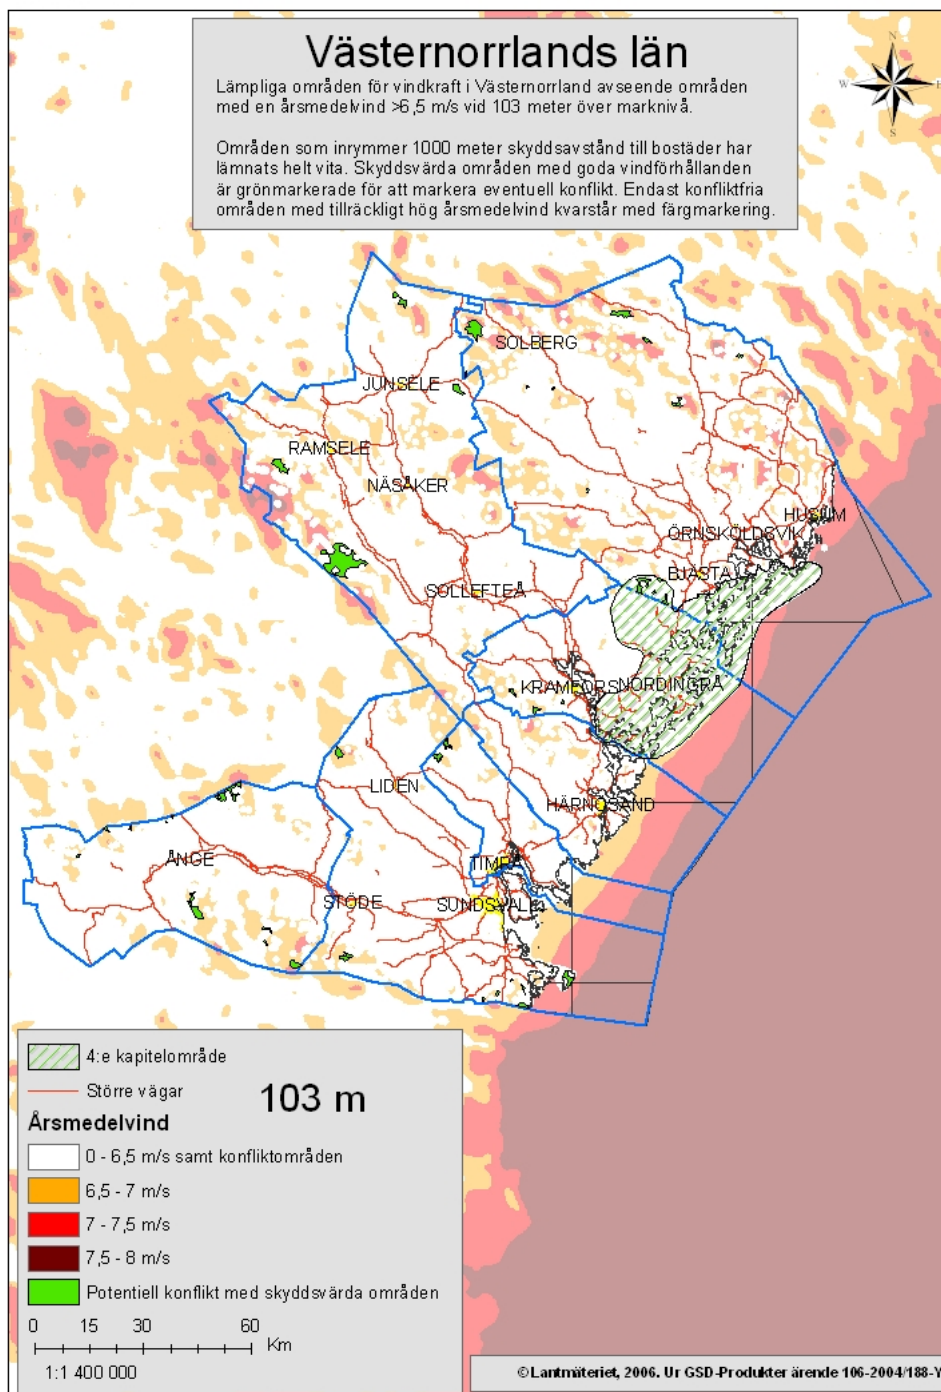 Västernorrlands län
Lämpliga områden för vindkraft i Västernorrland avseende områden
med en årsmedelvind >6,5 m/s vid 103 meter över marknivå.
Områden som inrymmer 1000 meter skyddsavstånd till bostäder har
lämnats helt vita. Skyddsvärda områden med goda vindförhållanden
är grönmarkerade för att markera eventuell konflikt. Endast konfliktfria
områden med tillräckligt hög årsmedelvind kvarstår med färgmarkering.
N
W
E
S
SOLBERG
JUNSELE
RAMSELE
NÄSÅKER
HUSUM
ÖRNSKÖLDSVIK
BJÄSTA
SOLLEFTEÅ
KRAMFORS
NORDINGRÅ
LIDEN
HÄRNÖSAND
ÅNGE
TIMRÅ
STÖDE
SUNDSVALL
4:e kapitelområde
Större vägar
103 m
Årsmedelvind
0 - 6,5 m/s samt konfliktområden
6,5 - 7 m/s
7 - 7,5 m/s
7,5 - 8 m/s
Potentiell konflikt med skyddsvärda områden
0 15 30 60
Km
1:1 400 000
©Lantmäteriet, 2006. Ur GSD-Produkter ärende 106-2004/188-Y